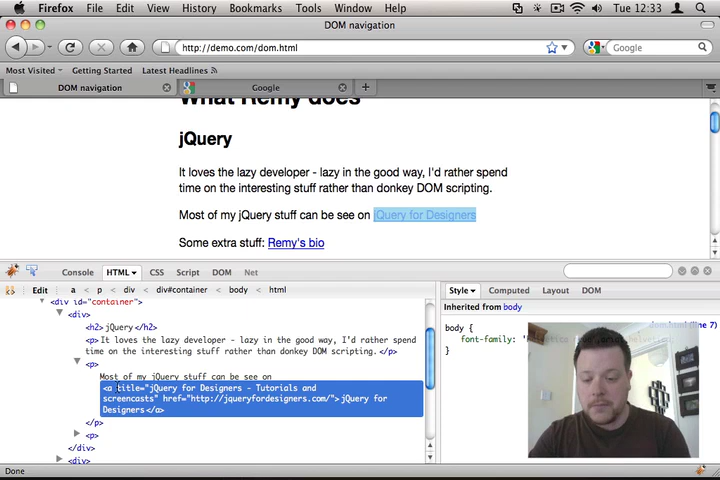 Firefox File Edit View History Bookmarks Tools Window Help Tue 12:33
DOM navigation
http://demo.com/dom.html
Google
Most Visited Getting Started Latest Headlines
DOM navigation Google
What Remy does
jQuery
It loves the lazy developer - lazy in the good way, I'd rather spend
time on the interesting stuff rather than donkey DOM scripting.
Most of my jQuery stuff can be see on jQuery for Designers
Some extra stuff: Remy's bio
Console HTML CSS Script DOM Net
Edit a < p < div < div#container < body < html
<div id="container">
<div>
<h2>jQuery</h2>
<p>It loves the lazy developer - lazy in the good way, I'd rather spend
time on the interesting stuff rather than donkey DOM scripting.</p>
<p>
Most of my jQuery stuff can be see on
<a title="jQuery for Designers - Tutorials and
screencasts" href="http://jqueryfordesigners.com/">jQuery for
Designers</a>
</p>
<p>
</div>
<div>
Style Computed Layout DOM
Inherited from body
body {
font-family:
}
(line 7)
Done